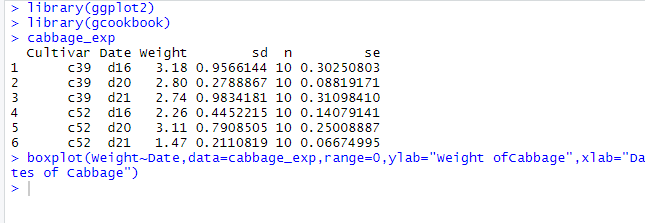 > library(ggplot2)
> library(gcookbook)
> cabbage_exp
  Cultivar Date Weight        sd  n         se
1      c39  d16   3.18 0.9566144 10 0.30250803
2      c39  d20   2.80 0.2788867 10 0.08819171
3      c39  d21   2.74 0.9834181 10 0.31098410
4      c52  d16   2.26 0.4452215 10 0.14079141
5      c52  d20   3.11 0.7908505 10 0.25008887
6      c52  d21   1.47 0.2110819 10 0.06674995
> boxplot(Weight~Date,data=cabbage_exp,range=0,ylab="Weight ofCabbage",xlab="Da
tes of Cabbage")
>